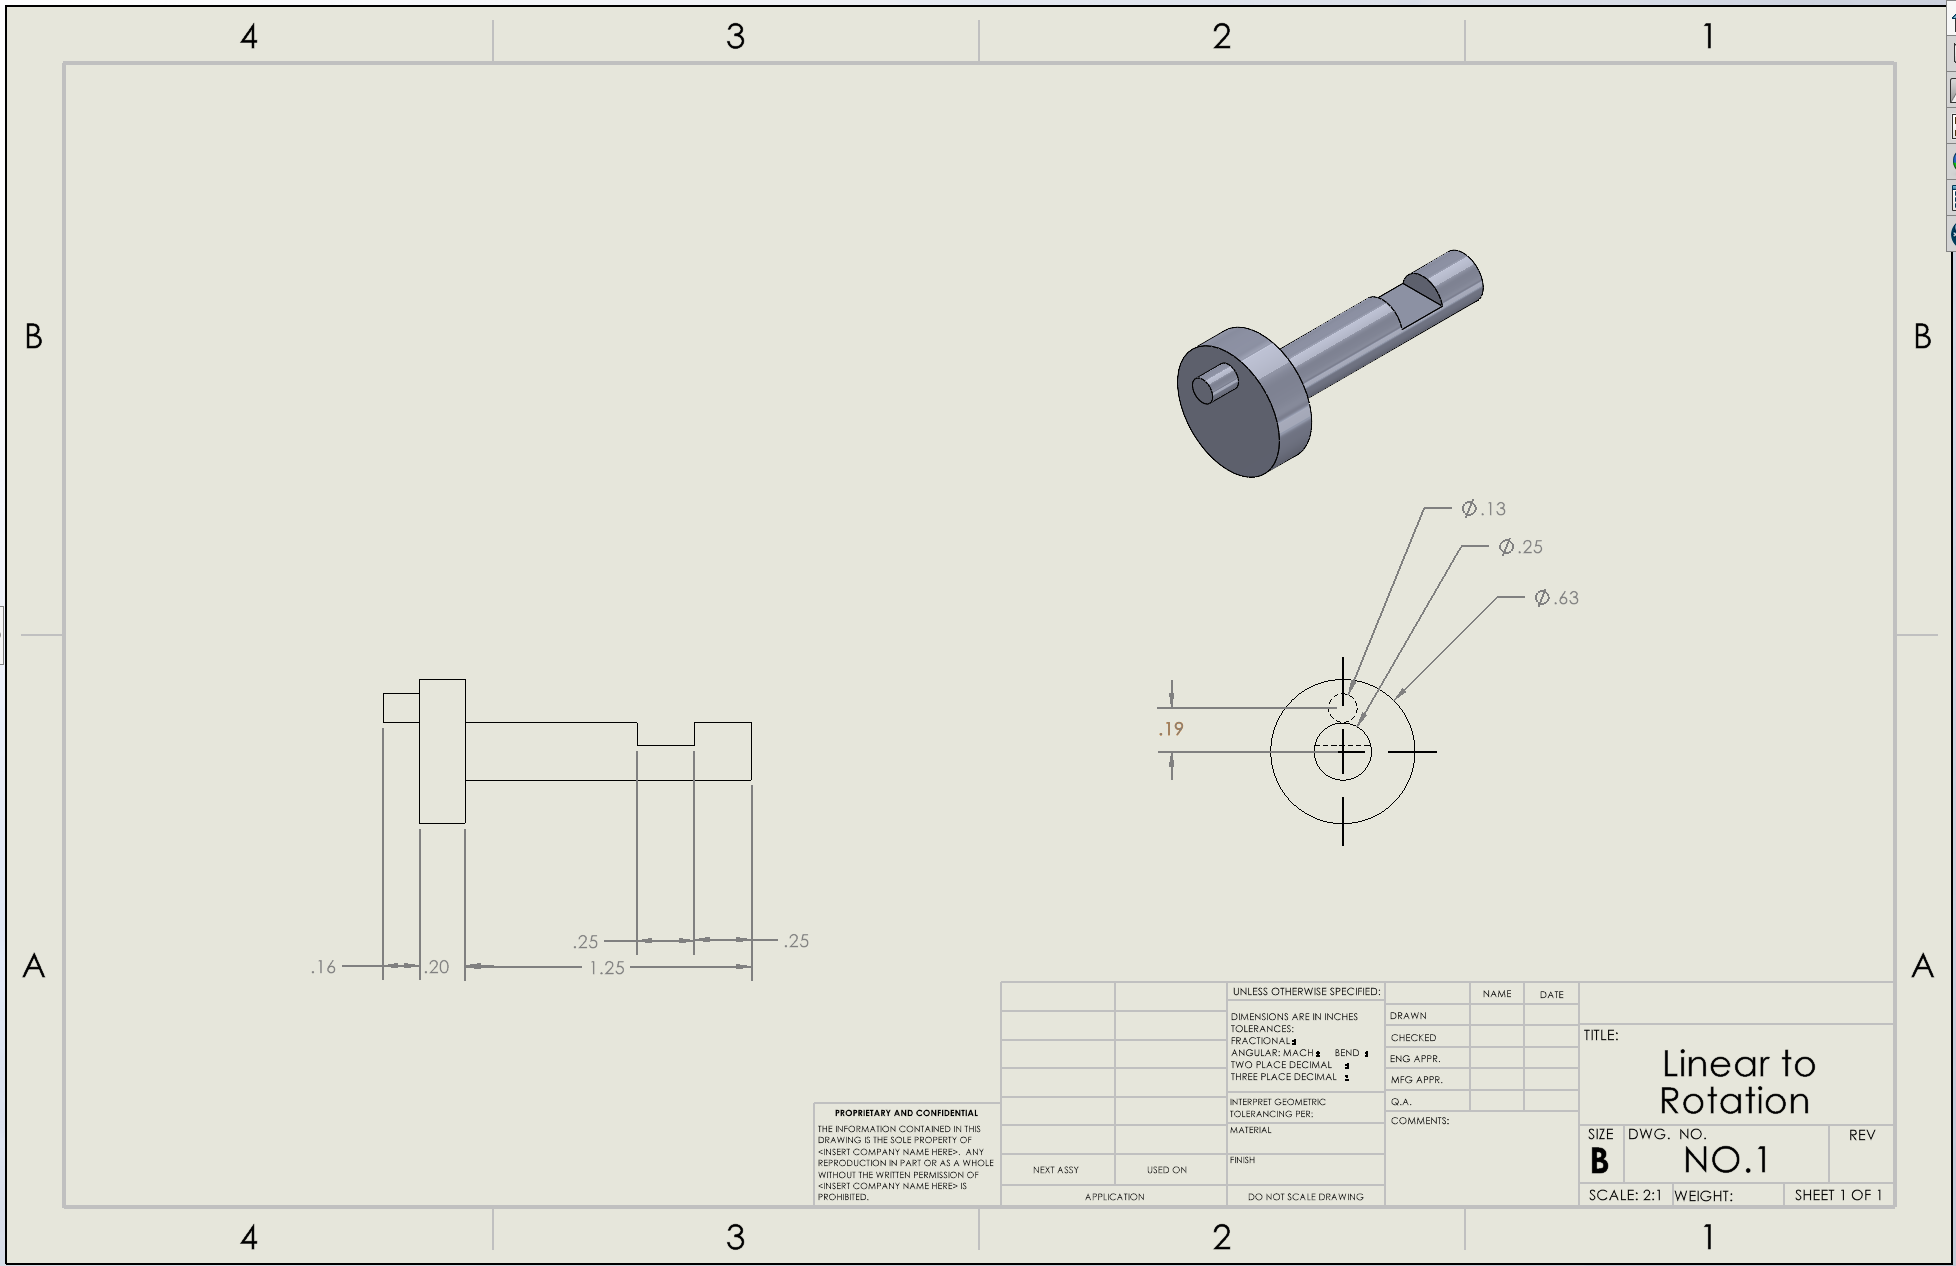 4 3 2 1
B B
⌀.13
⌀.25
⌀.63
.19
.25 .25
.16 .20 1.25
A A
UNLESS OTHERWISE SPECIFIED:
DIMENSIONS ARE IN INCHES
TOLERANCES:
FRACTIONAL
ANGULAR: MACH BEND
TWO PLACE DECIMAL
THREE PLACE DECIMAL
INTERPRET GEOMETRIC
TOLERANCING PER:
MATERIAL
FINISH
DO NOT SCALE DRAWING
NAME DATE
DRAWN
CHECKED
ENG APPR.
MFG APPR.
Q.A.
COMMENTS:
TITLE:
Linear to
Rotation
SIZE DWG. NO. REV
B NO.1
SCALE: 2:1 WEIGHT: SHEET 1 OF 1
PROPRIETARY AND CONFIDENTIAL
THE INFORMATION CONTAINED IN THIS
DRAWING IS THE SOLE PROPERTY OF
<INSERT COMPANY NAME HERE>. ANY
REPRODUCTION IN PART OR AS A WHOLE
WITHOUT THE WRITTEN PERMISSION OF
<INSERT COMPANY NAME HERE> IS
PROHIBITED.
NEXT ASSY USED ON
APPLICATION
4 3 2 1